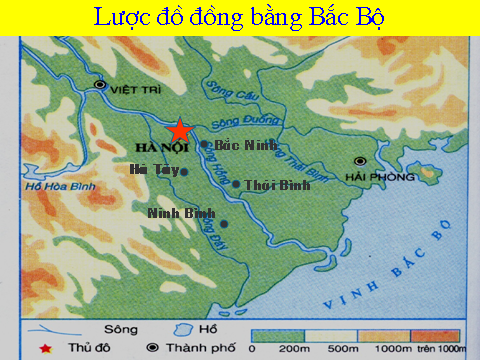 Lược đồ đồng bằng Bắc Bộ
VIỆT TRÌ
Sông Cầu
Sông Đuống
HÀ NỘI
Bắc Ninh
Sông Thái Bình
Hà Tây
Sông Hồng
Thái Bình
HẢI PHÒNG
Hồ Hòa Bình
Ninh Bình
Sông Đáy
VỊNH BẮC BỘ
Sông
Hồ
Thủ đô
Thành phố
0 200m 500m 1000m trên 1000m